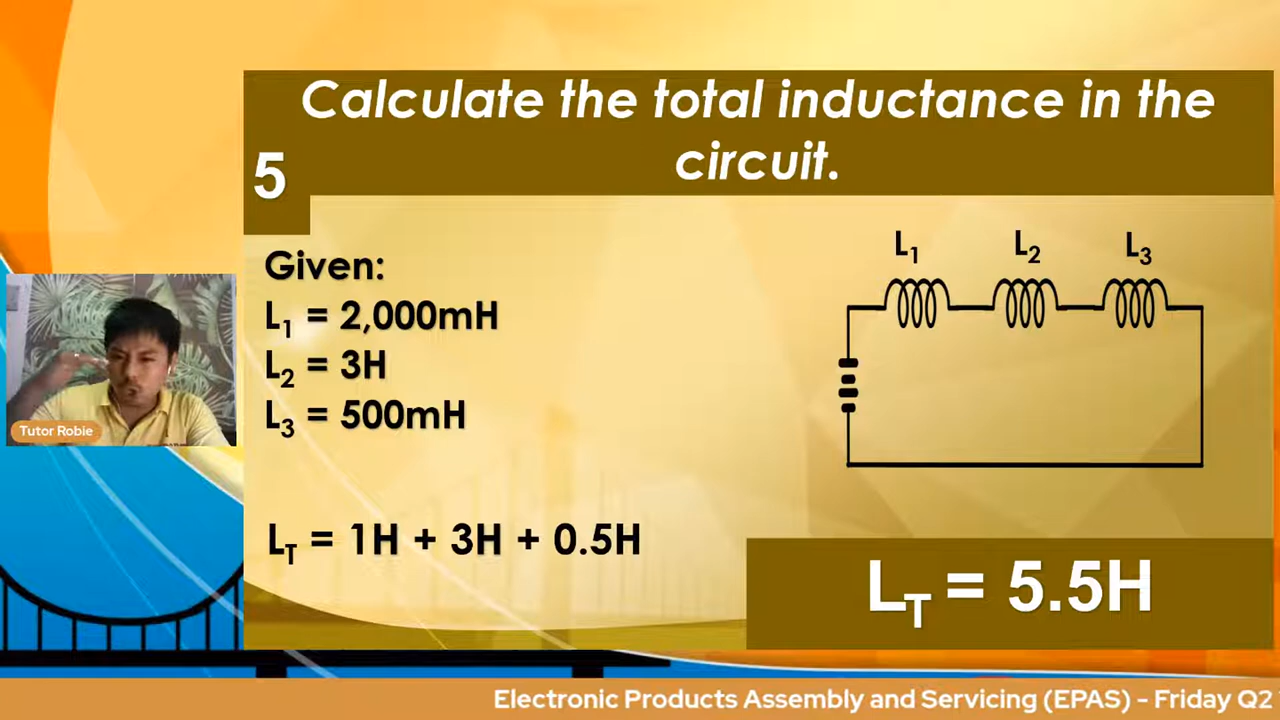 Calculate the total inductance in the
circuit.
5
Given:
L₁ = 2,000mH
L₂ = 3H
L₃ = 500mH
L₁ L₂ L₃
Tutor Robie
L_T = 1H + 3H + 0.5H
L_T = 5.5H
Electronic Products Assembly and Servicing (EPAS) - Friday Q2